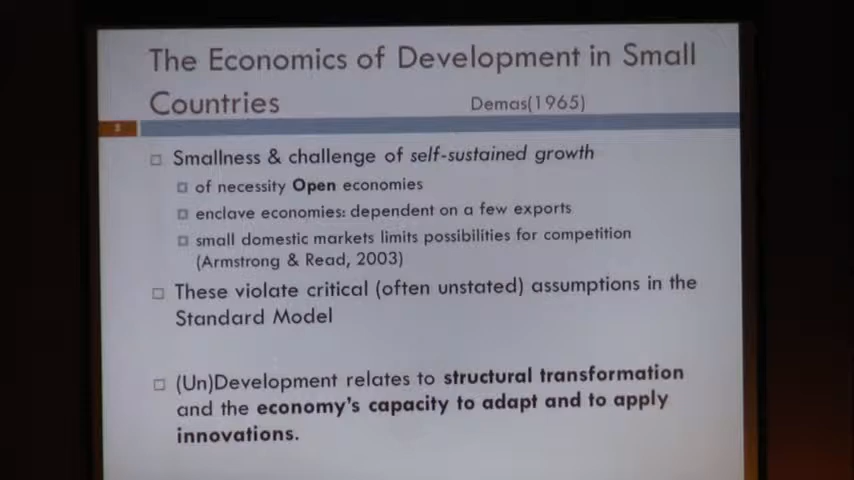 The Economics of Development in Small
Countries
Demas(1965)
Smallness & challenge of self-sustained growth
of necessity Open economies
enclave economies: dependent on a few exports
small domestic markets limits possibilities for competition
(Armstrong & Read, 2003)
These violate critical (often unstated) assumptions in the
Standard Model
(Un)Development relates to structural transformation
and the economy's capacity to adapt and to apply
innovations.